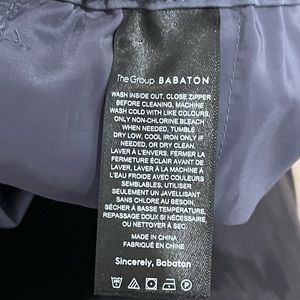 The Group BABATON
WASH INSIDE OUT, CLOSE ZIPPER
BEFORE CLEANING, MACHINE
WASH COLD WITH LIKE COLOURS,
ONLY NON-CHLORINE BLEACH
WHEN NEEDED, TUMBLE
DRY LOW, COOL IRON ONLY IF
NEEDED, OR DRY CLEAN.
LAVER À L'ENVERS, FERMER LA
FERMETURE ÉCLAIR AVANT DE
LAVER. LAVER À LA MACHINE À
L'EAU FROIDE AVEC COULEURS
SEMBLABLES, UTILISER
SEULEMENT UN JAVELLISANT
SANS CHLORE AU BESOIN,
SÉCHER À BASSE TEMPÉRATURE,
REPASSAGE DOUX SI NÉCESSAIRE,
OU NETTOYER À SEC.
MADE IN CHINA
FABRIQUÉ EN CHINE
Sincerely, Babaton